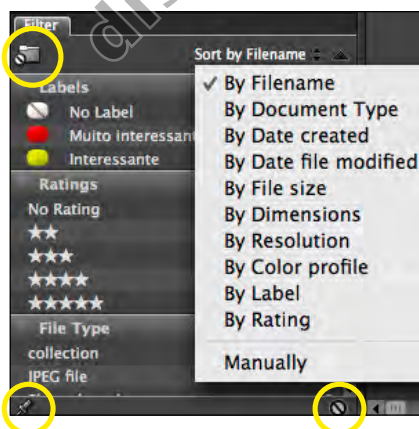 Filter
Sort by Filename
Labels
No Label
Muito interessan
Interessante
Ratings
No Rating
★★
★★★
★★★★
★★★★★
File Type
collection
JPEG file
✓ By Filename
By Document Type
By Date created
By Date file modified
By File size
By Dimensions
By Resolution
By Color profile
By Label
By Rating
Manually